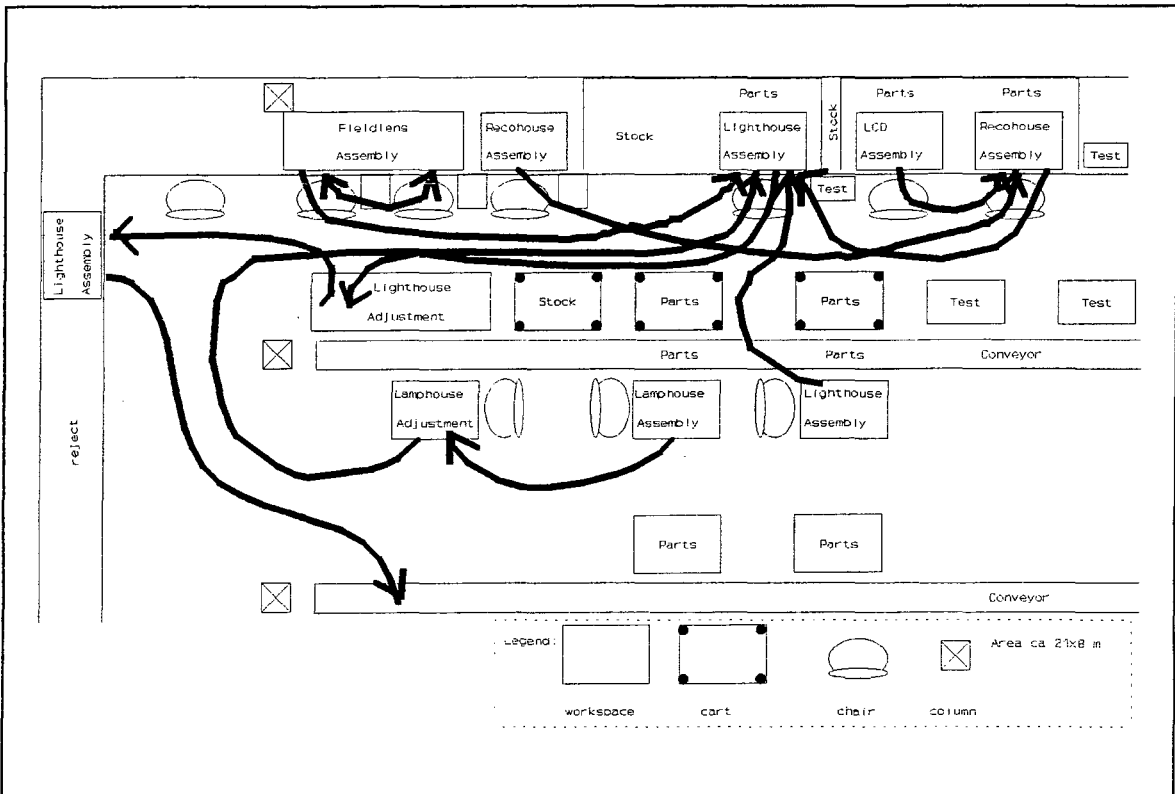 Parts
Parts
Parts
Fieldlens
Assembly
Recohouse
Assembly
Stock
Lighthouse
Assembly
Stock
LCD
Assembly
Recohouse
Assembly
Test
Test
Lighthouse
Assembly
Lighthouse
Adjustment
Stock
Parts
Parts
Test
Test
Parts
Parts
Conveyor
Lamphouse
Adjustment
Lamphouse
Assembly
Lighthouse
Assembly
reject
Parts
Parts
Conveyor
Legend:
Area ca 21x8 m
workspace
cart
chair
column